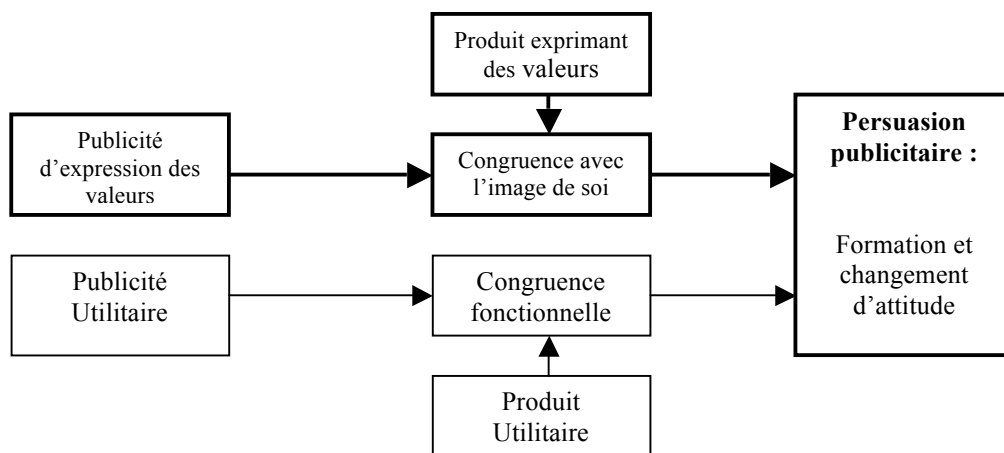 Produit exprimant
des valeurs
Publicité
d'expression des
valeurs
Congruence avec
l'image de soi
Persuasion
publicitaire :
Formation et
changement
d'attitude
Publicité
Utilitaire
Congruence
fonctionnelle
Produit
Utilitaire